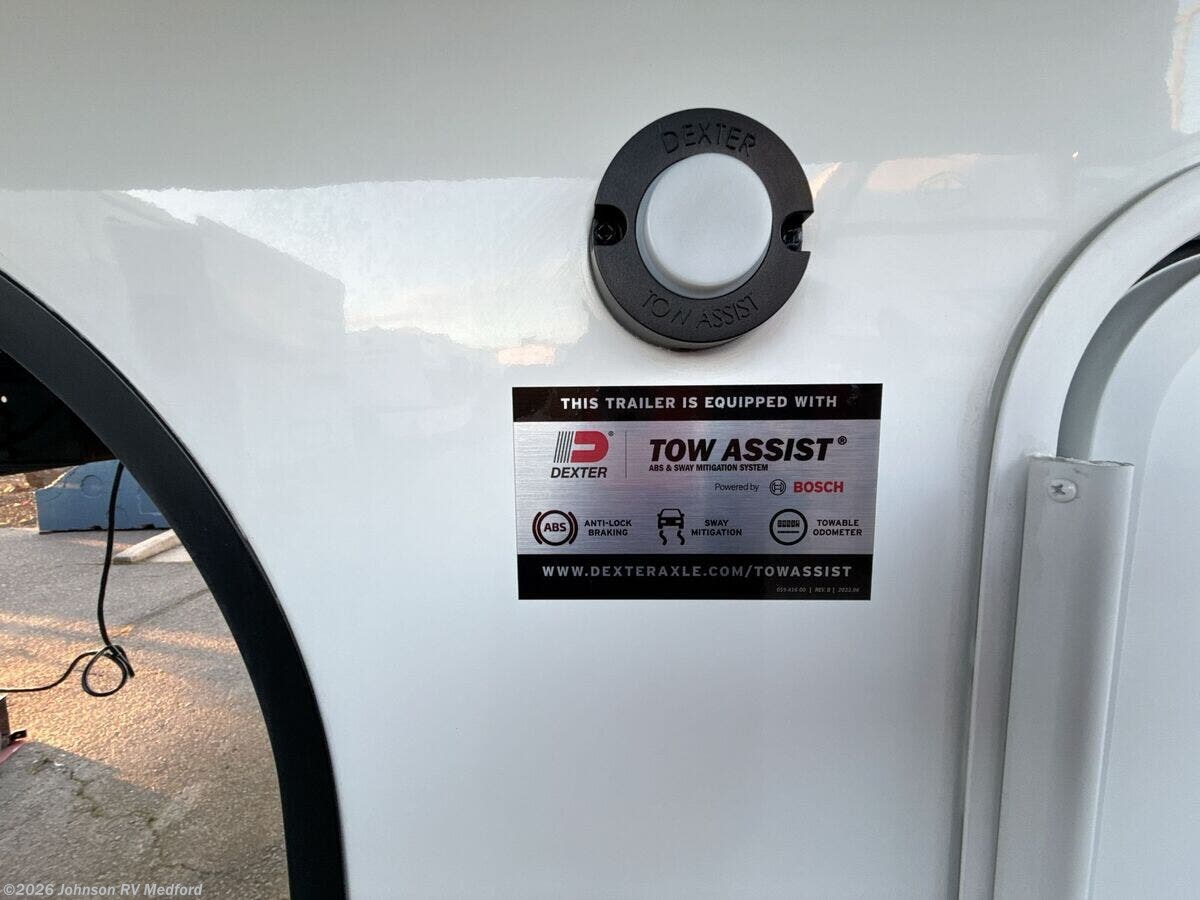 DEXTER
TOW ASSIST
THIS TRAILER IS EQUIPPED WITH
DEXTER®
TOW ASSIST®
ABS & SWAY MITIGATION SYSTEM
Powered by BOSCH
ABS ANTI-LOCK BRAKING
SWAY MITIGATION
TOWABLE ODOMETER
WWW.DEXTERAXLE.COM/TOWASSIST
©2026 Johnson RV Medford